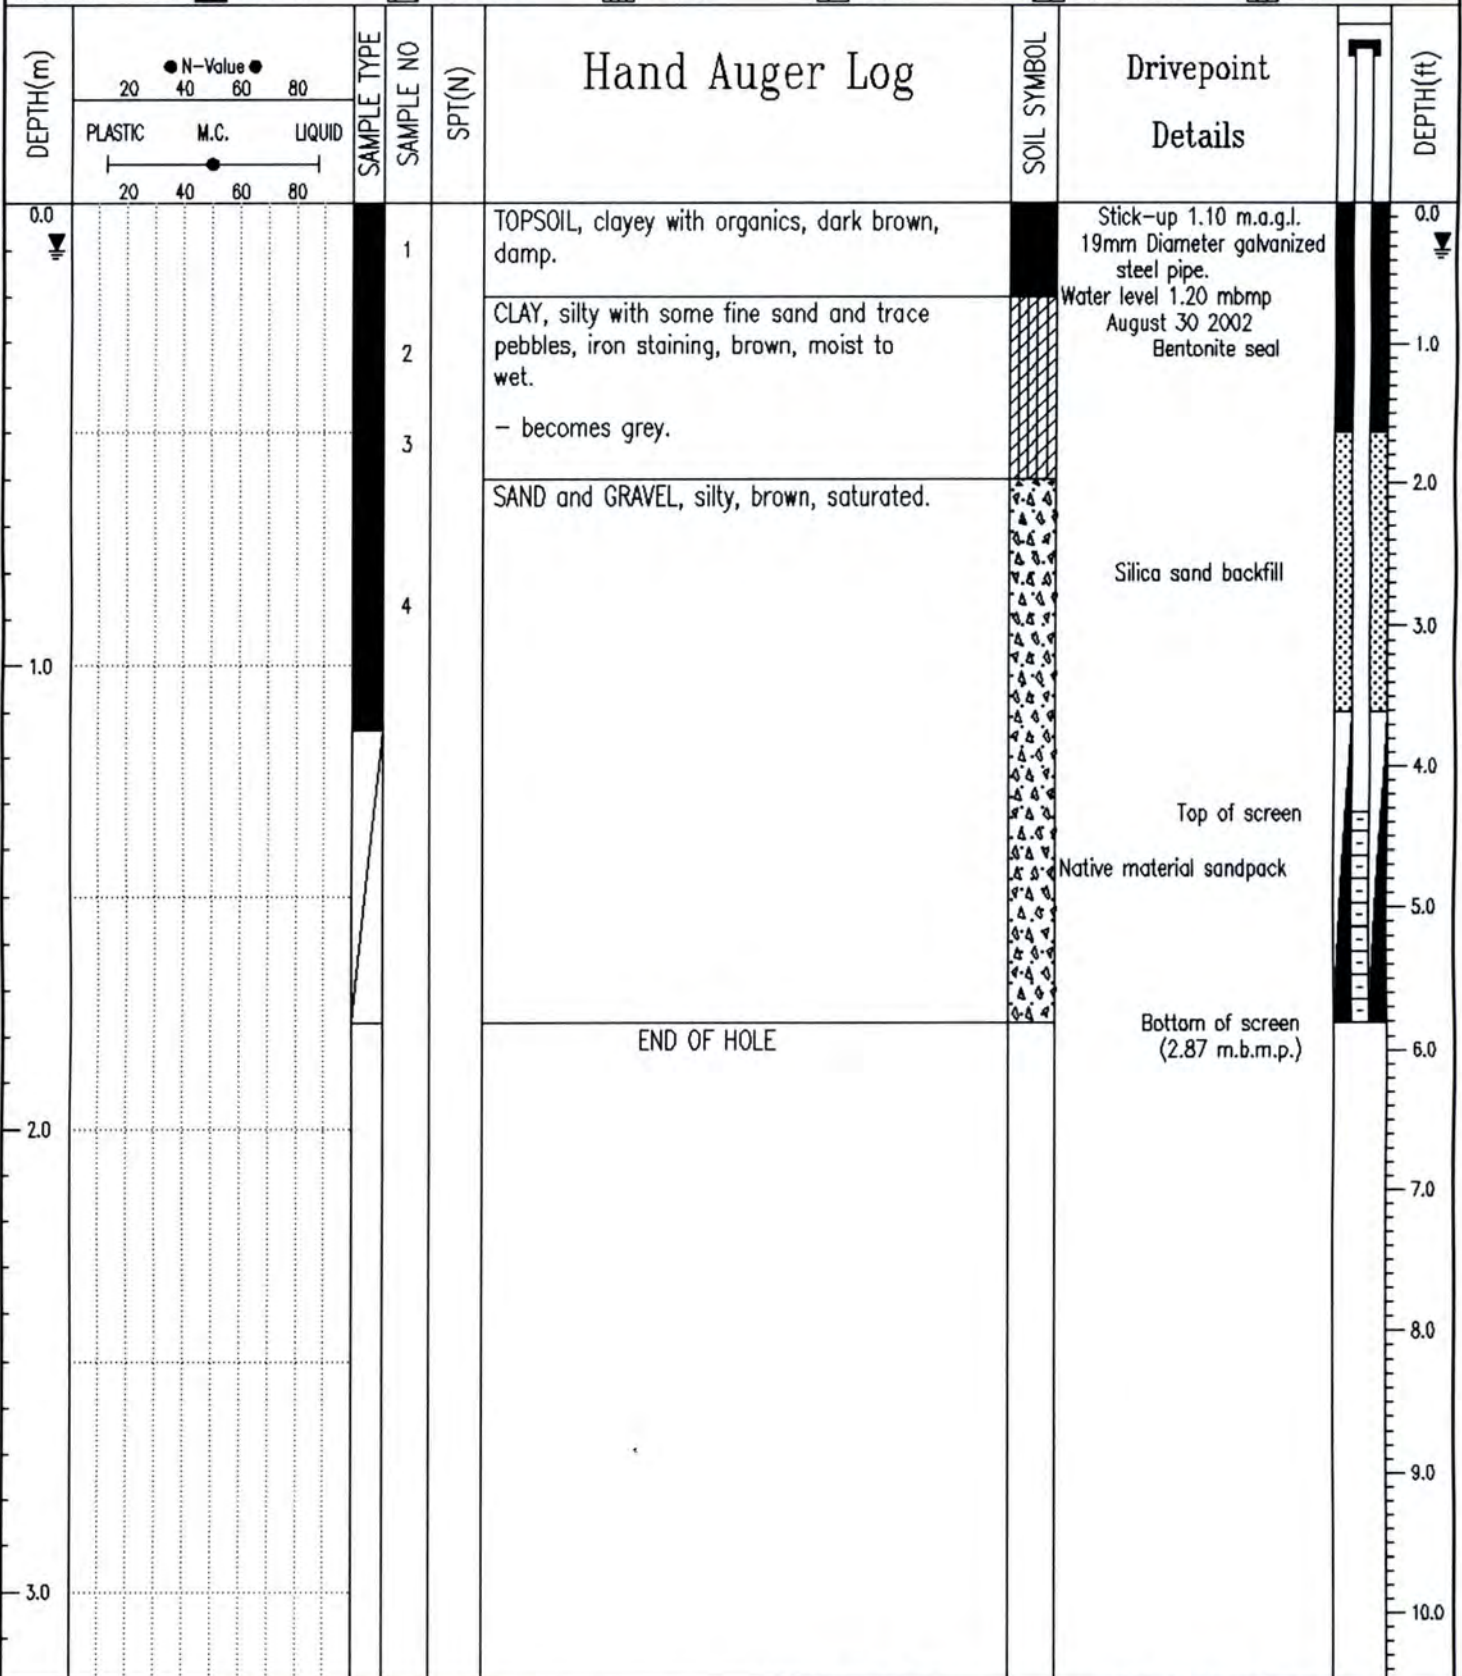 DEPTH(m)
● N-Value ●
20 40 60 80
PLASTIC M.C. LIQUID
20 40 60 80
SAMPLE TYPE
SAMPLE NO
SPT(N)
Hand Auger Log
SOIL SYMBOL
Drivepoint
Details
DEPTH(ft)
0.0
1
TOPSOIL, clayey with organics, dark brown,
damp.
2
CLAY, silty with some fine sand and trace
pebbles, iron staining, brown, moist to
wet.
3
- becomes grey.
SAND and GRAVEL, silty, brown, saturated.
4
1.0
END OF HOLE
2.0
3.0
Stick-up 1.10 m.a.g.l.
19mm Diameter galvanized
steel pipe.
Water level 1.20 mbmp
August 30 2002
Bentonite seal
Silica sand backfill
Top of screen
Native material sandpack
Bottom of screen
(2.87 m.b.m.p.)
0.0
1.0
2.0
3.0
4.0
5.0
6.0
7.0
8.0
9.0
10.0